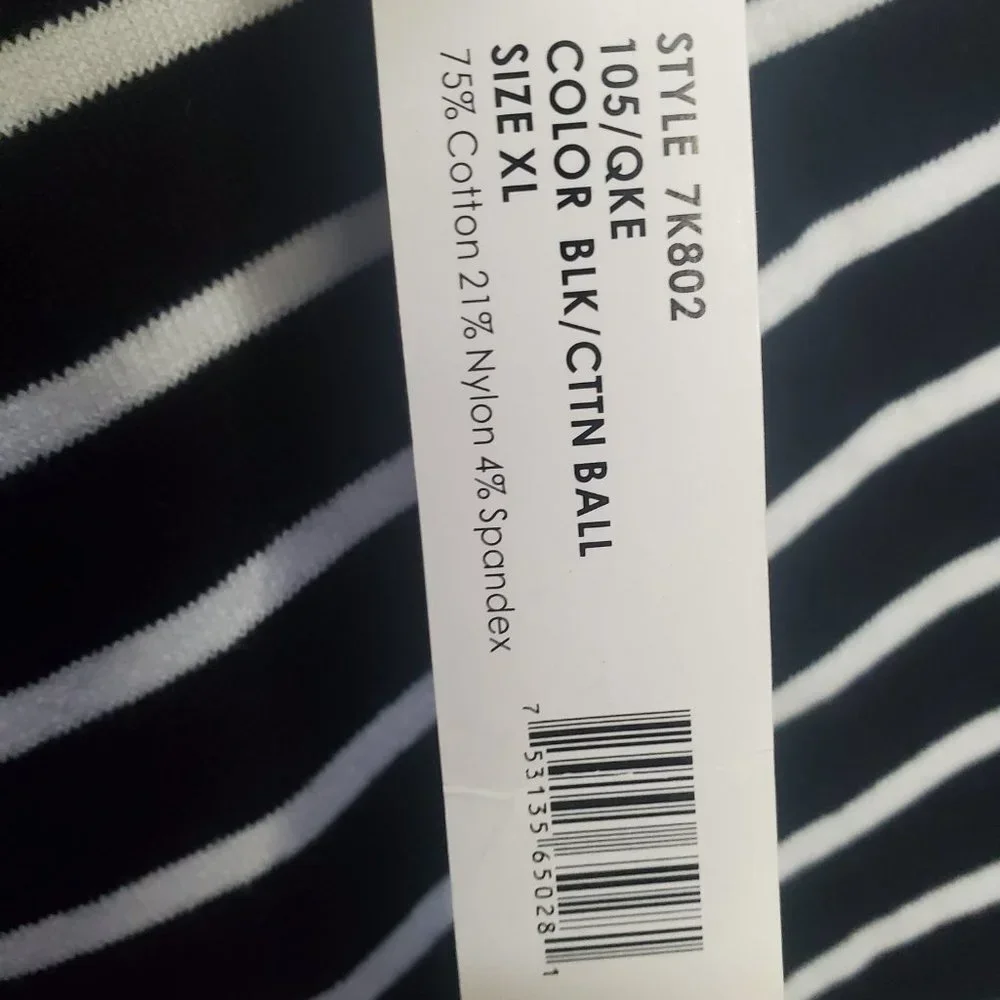 STYLE 7K802
105/QKE
COLOR BLK/CTTN BALL
SIZE XL
75% Cotton 21% Nylon 4% Spandex
7 53135 65028 1